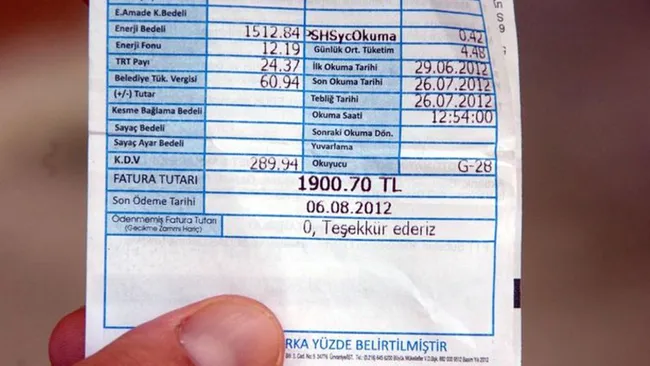 E.Amade K.Bedeli
Enerji Bedeli 1512.84 >SHSycOkuma 0.42
Enerji Fonu 12.19 Günlük Ort. Tüketim 4.48
TRT Payı 24.37 İlk Okuma Tarihi 29.06.2012
Belediye Tük. Vergisi 60.94 Son Okuma Tarihi 26.07.2012
(+/-) Tutar Tebliğ Tarihi 26.07.2012
Kesme Bağlama Bedeli Okuma Saati 12:54:00
Sayaç Bedeli Sonraki Okuma Dön.
Sayaç Ayar Bedeli Yuvarlama
K.D.V 289.94 Okuyucu G-28
FATURA TUTARI 1900.70 TL
Son Ödeme Tarihi 06.08.2012
Ödenmemiş Fatura Tutarı 0, Teşekkür ederiz
(Gecikme Zammı Hariç)
RKA YÜZDE BELİRTİLMİŞTİR